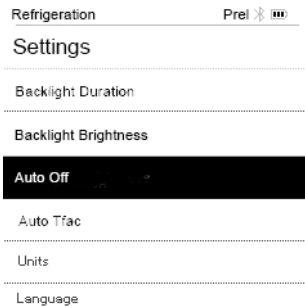 Refrigeration Prel
Settings
Backlight Duration
Backlight Brightness
Auto Off
Auto Tfac
Units
Language